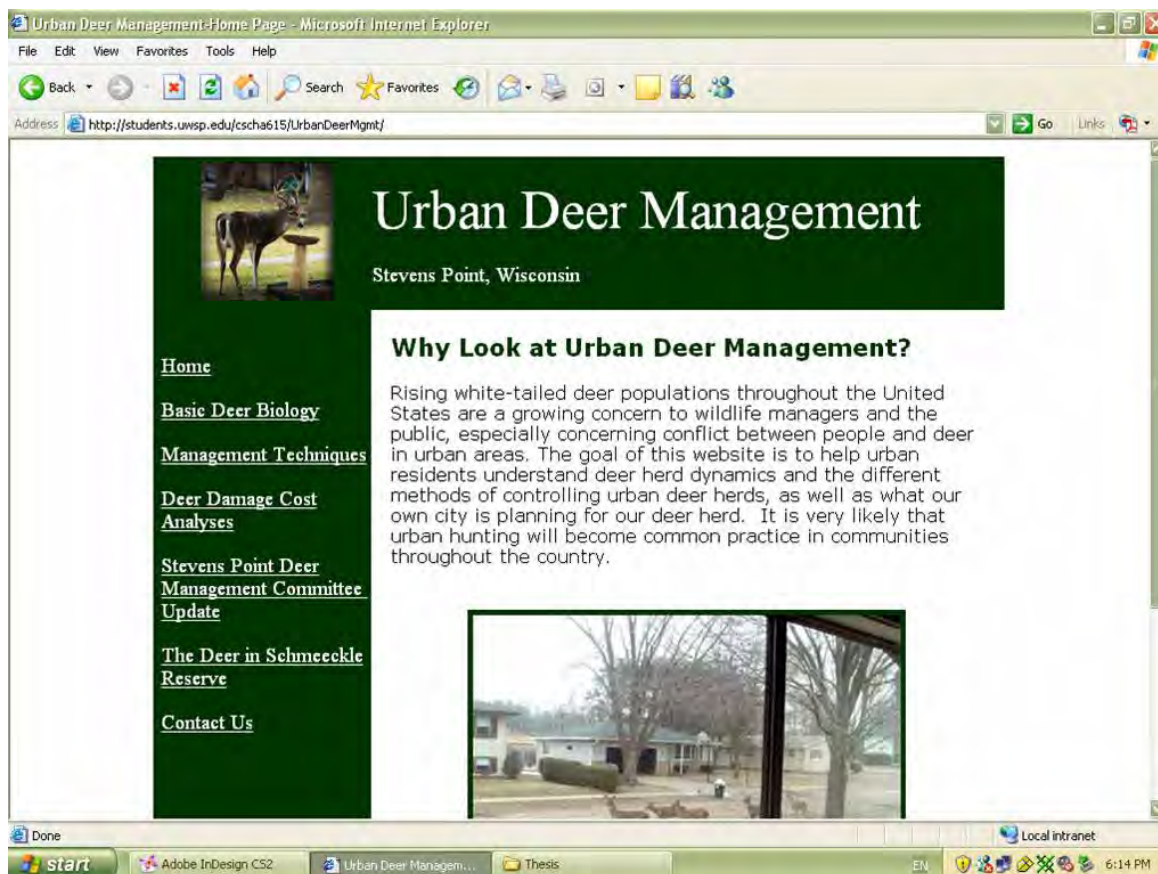 Urban Deer Management-Home Page - Microsoft Internet Explorer
File Edit View Favorites Tools Help
Back Search Favorites
Address http://students.uwsp.edu/cscha615/UrbanDeerMgmt/ Go Links
Urban Deer Management
Stevens Point, Wisconsin
Home
Basic Deer Biology
Management Techniques
Deer Damage Cost
Analyses
Stevens Point Deer
Management Committee
Update
The Deer in Schmeeckle
Reserve
Contact Us
Why Look at Urban Deer Management?
Rising white-tailed deer populations throughout the United
States are a growing concern to wildlife managers and the
public, especially concerning conflict between people and deer
in urban areas. The goal of this website is to help urban
residents understand deer herd dynamics and the different
methods of controlling urban deer herds, as well as what our
own city is planning for our deer herd.  It is very likely that
urban hunting will become common practice in communities
throughout the country.
Done Local intranet
start Adobe InDesign CS2 Urban Deer Managem... Thesis EN 6:14 PM